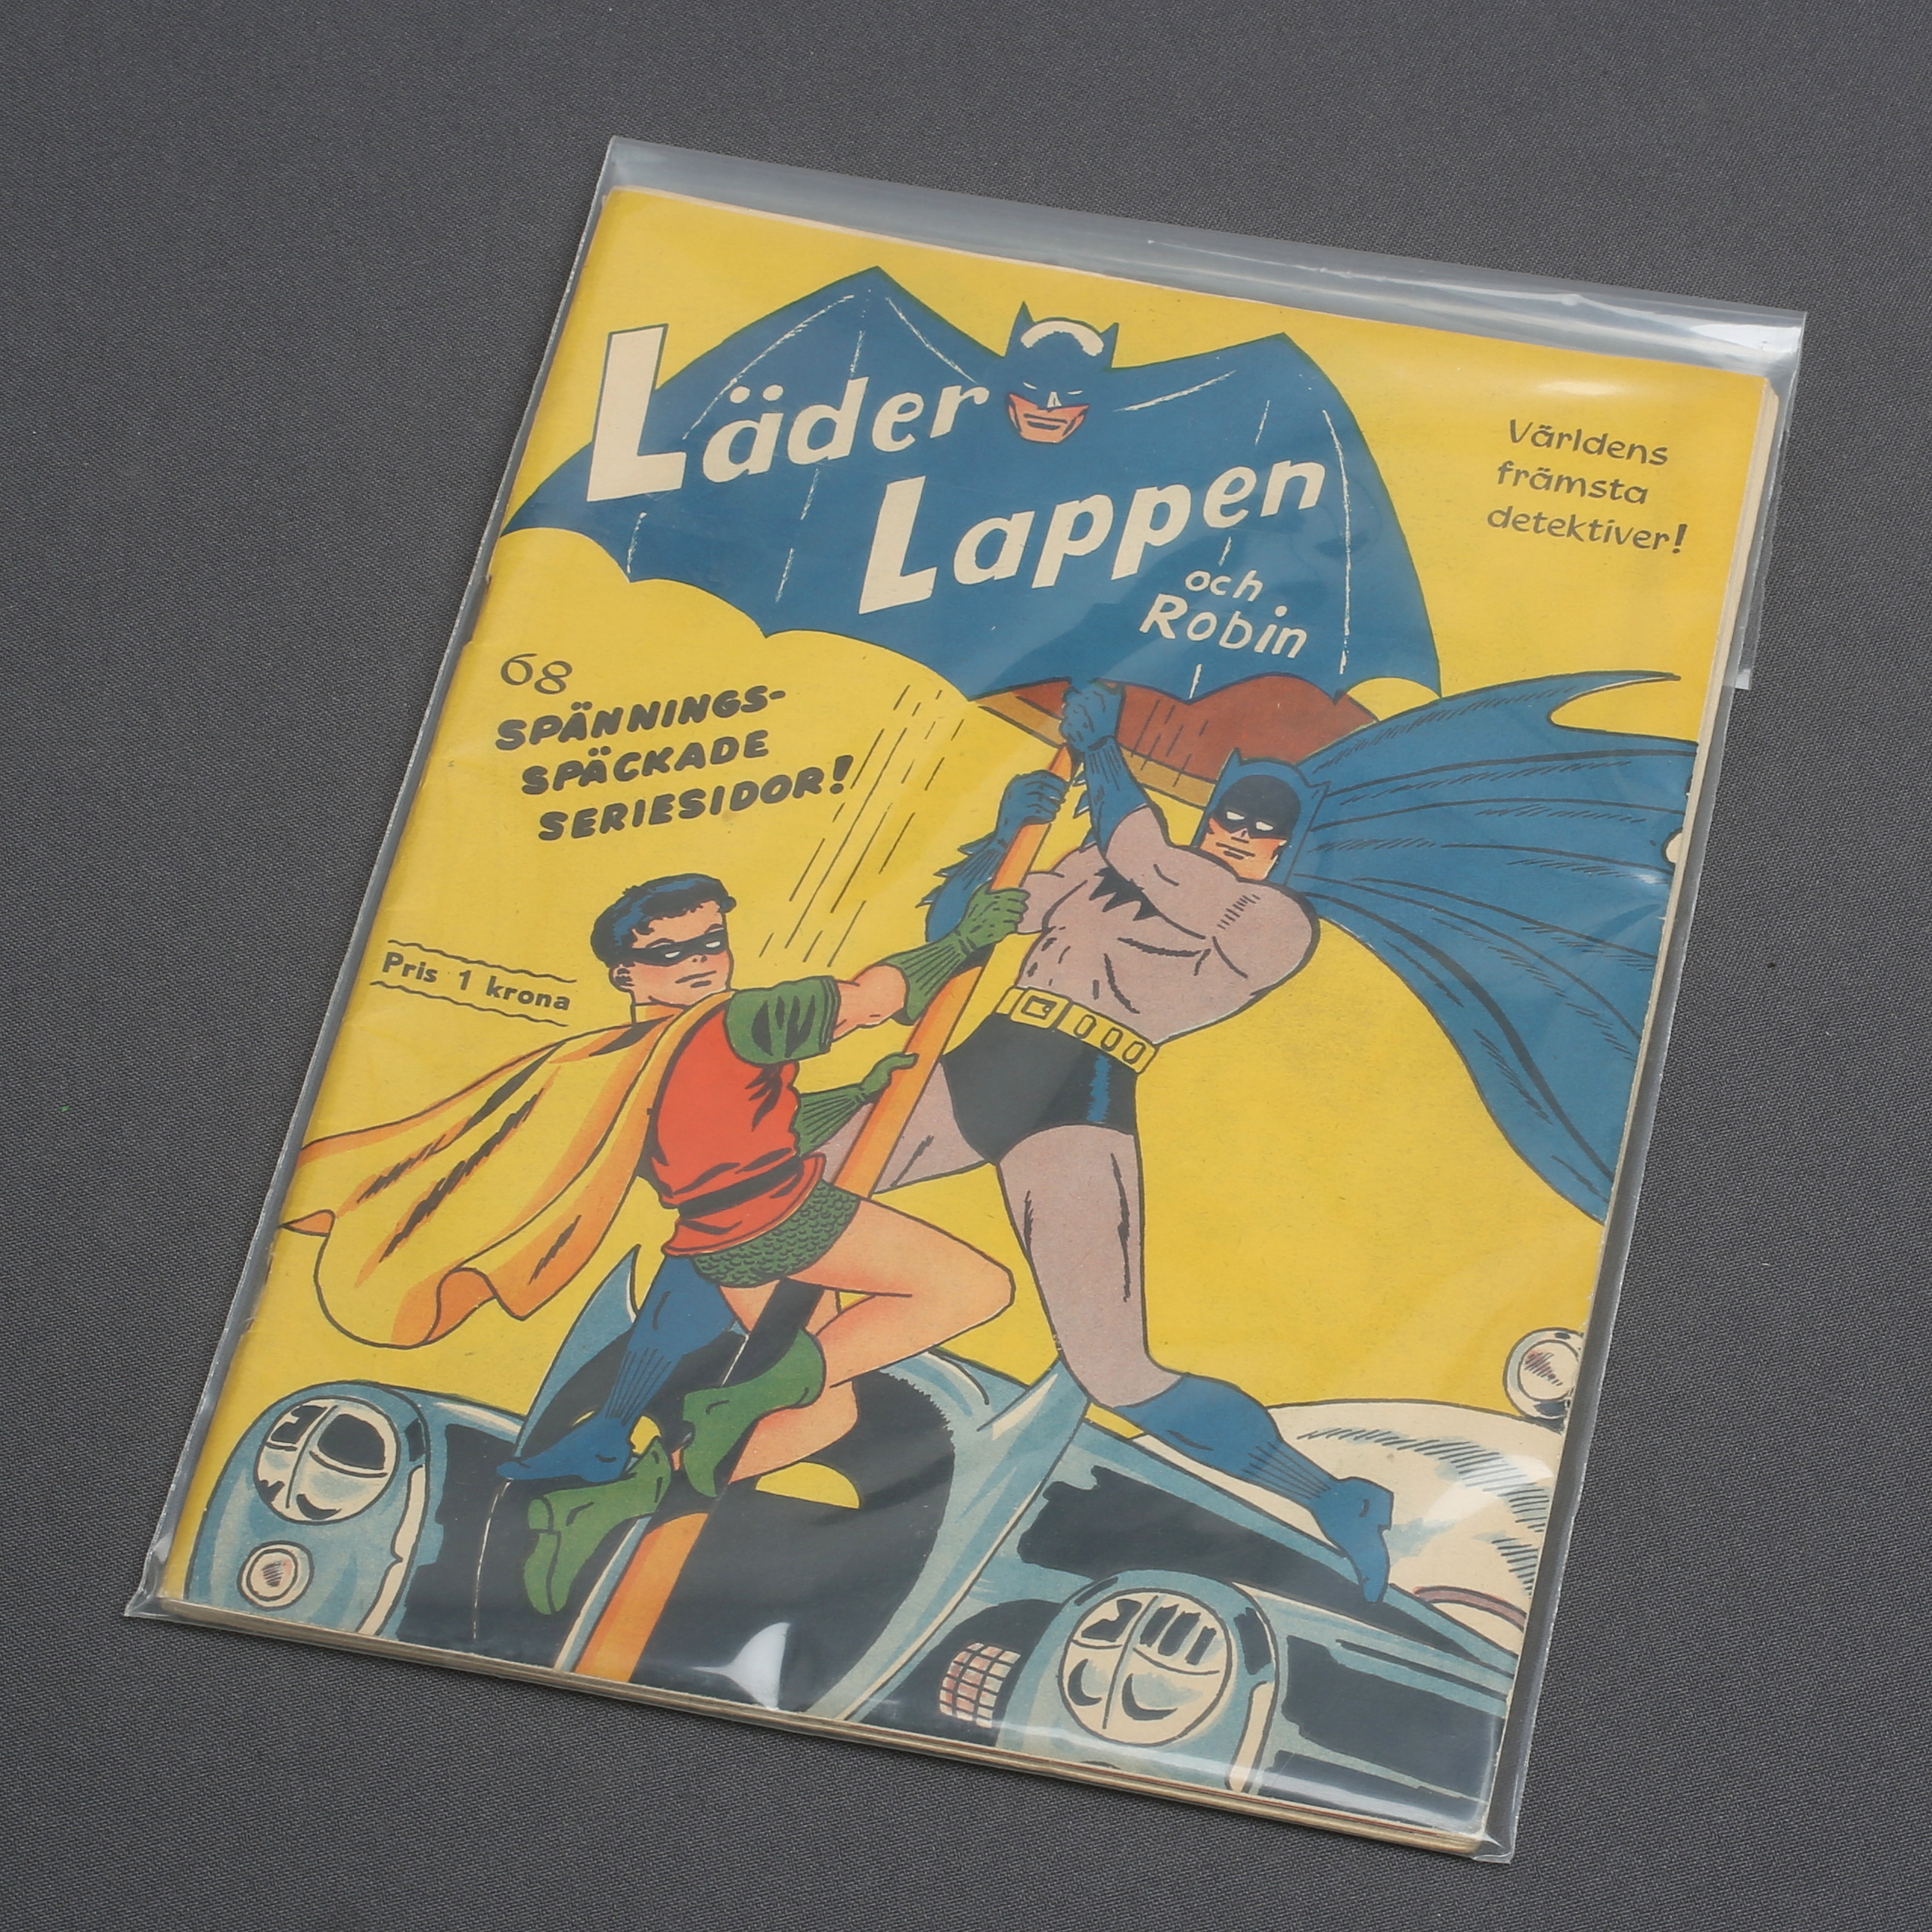 Läder
Lappen
och
Robin
Världens
främsta
detektiver!
68
SPÄNNINGS-
SPÄCKADE
SERIESIDOR!
Pris 1 krona